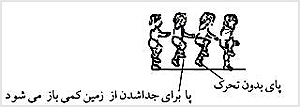 پای بدون تحرک
پا برای جداشدن از زمین کمی باز می شود